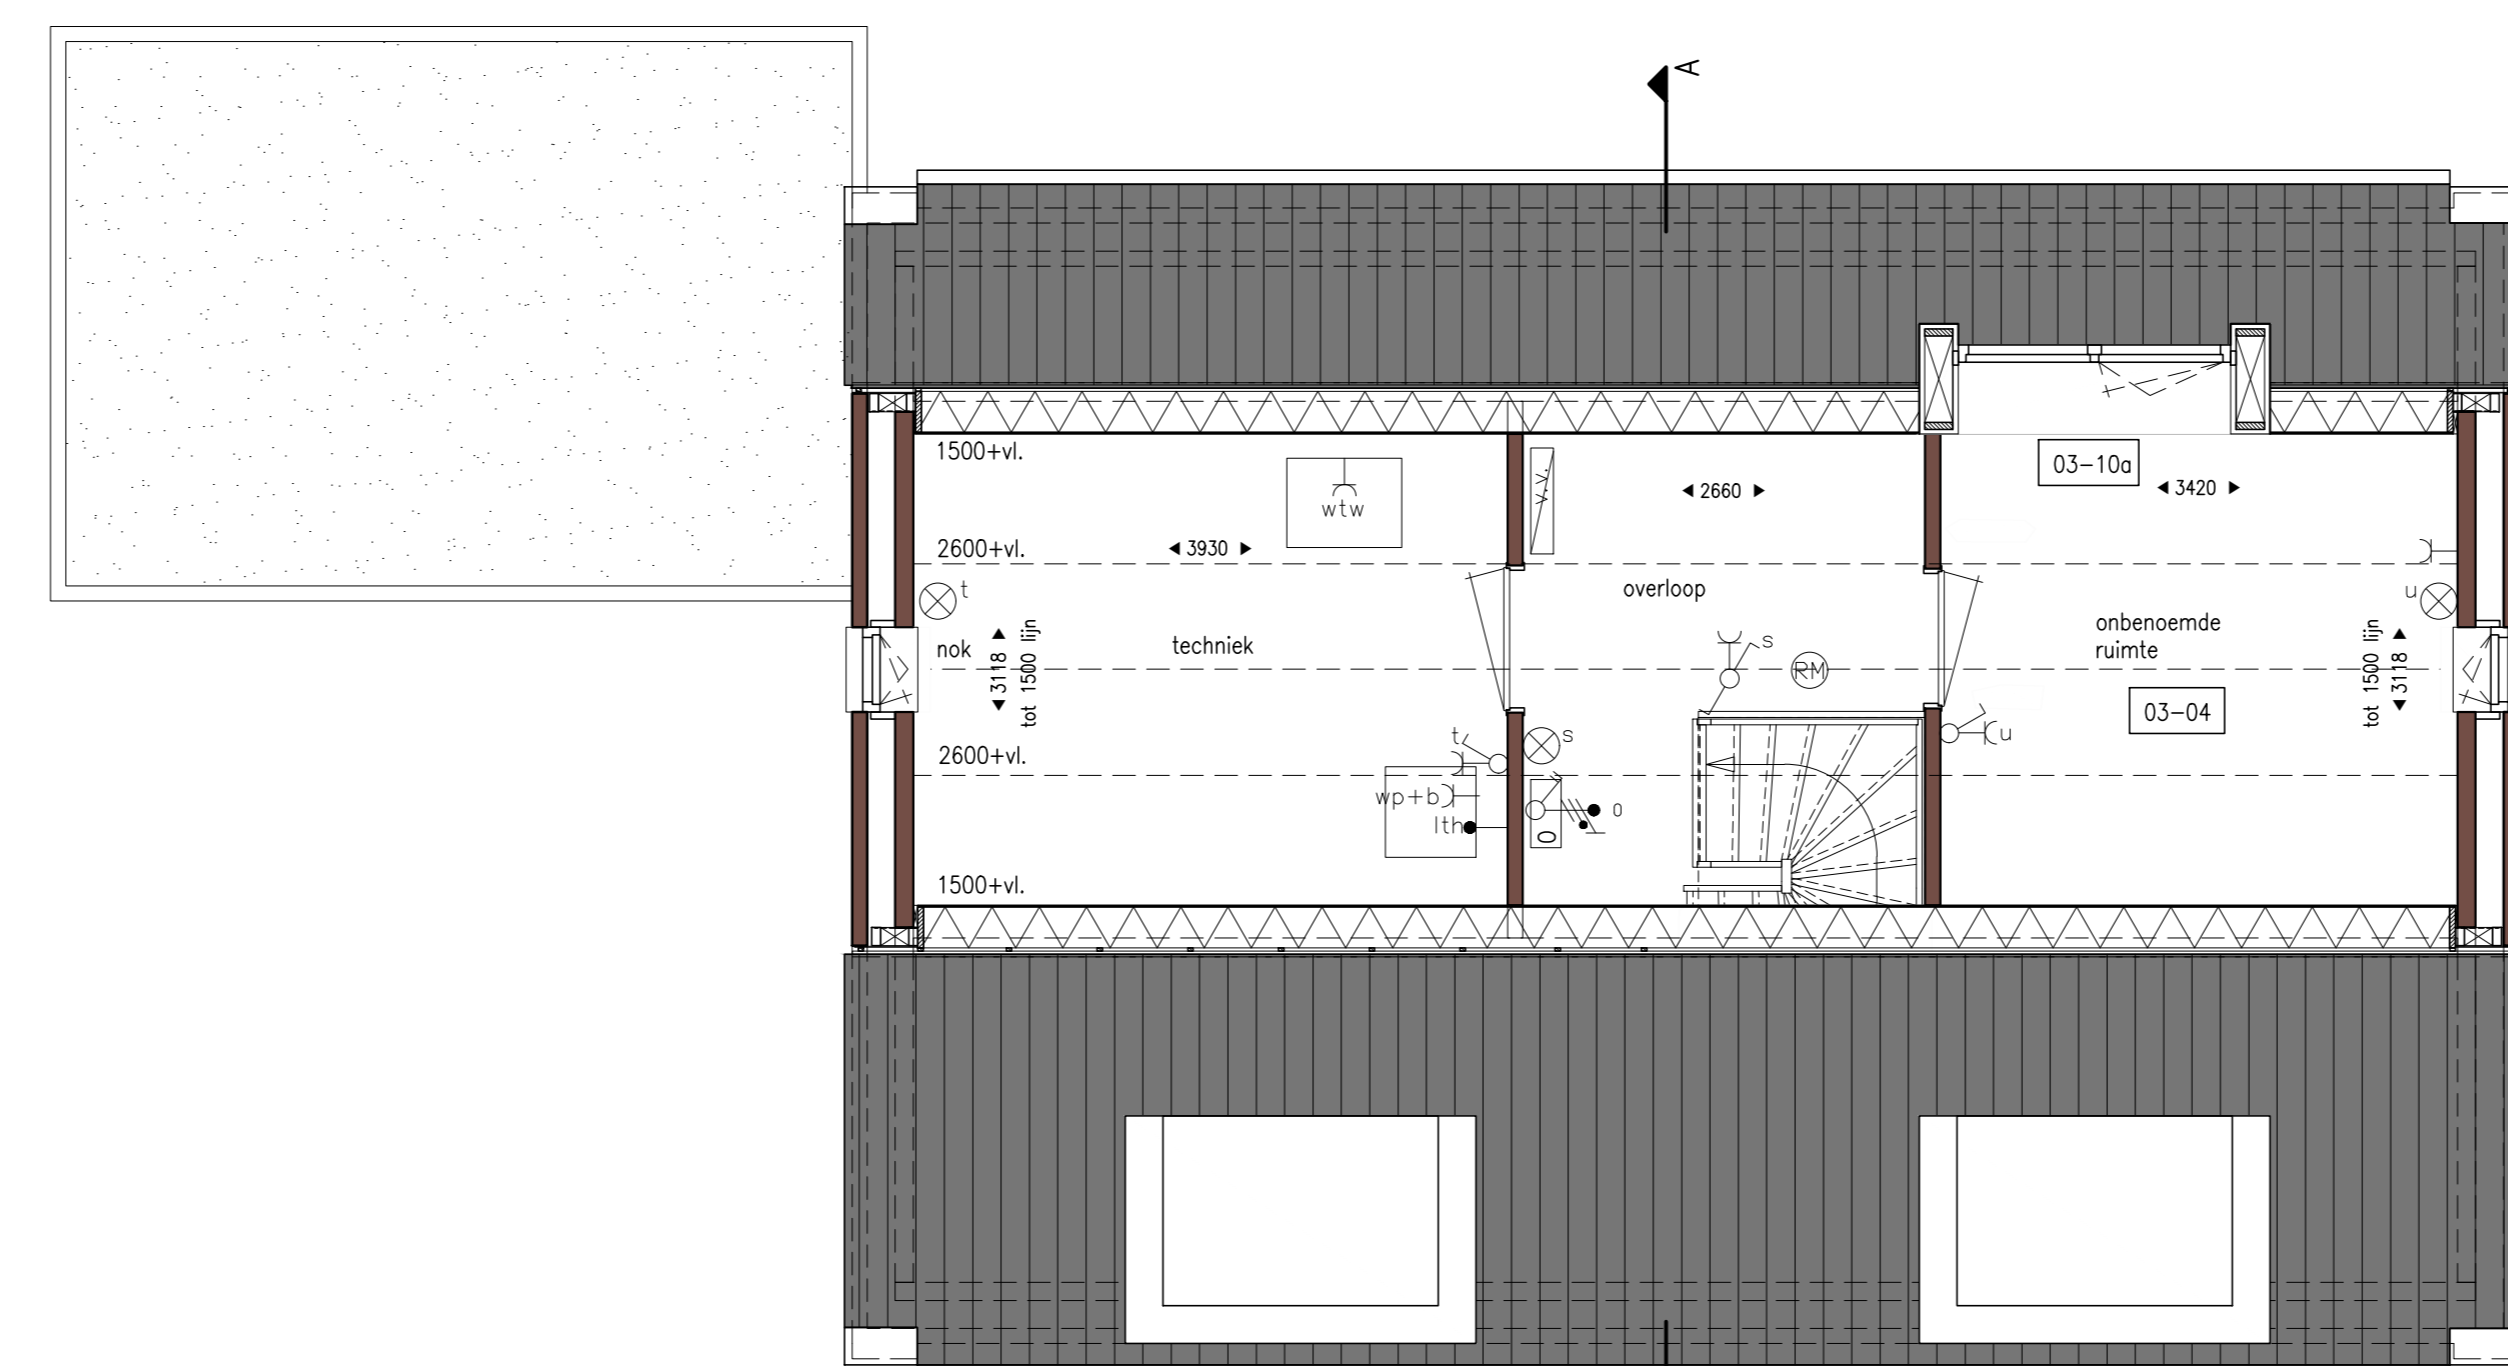 A
1500+vl.
03-10a
wtw
v.v.
2660
3420
2600+vl.
3930
overloop
t
u
onbenoemde
ruimte
nok
3118
tot 1500 lijn
techniek
s
RM
tot 1500 lijn
3118
03-04
t
s
u
2600+vl.
wp+b
lth
0
0
1500+vl.